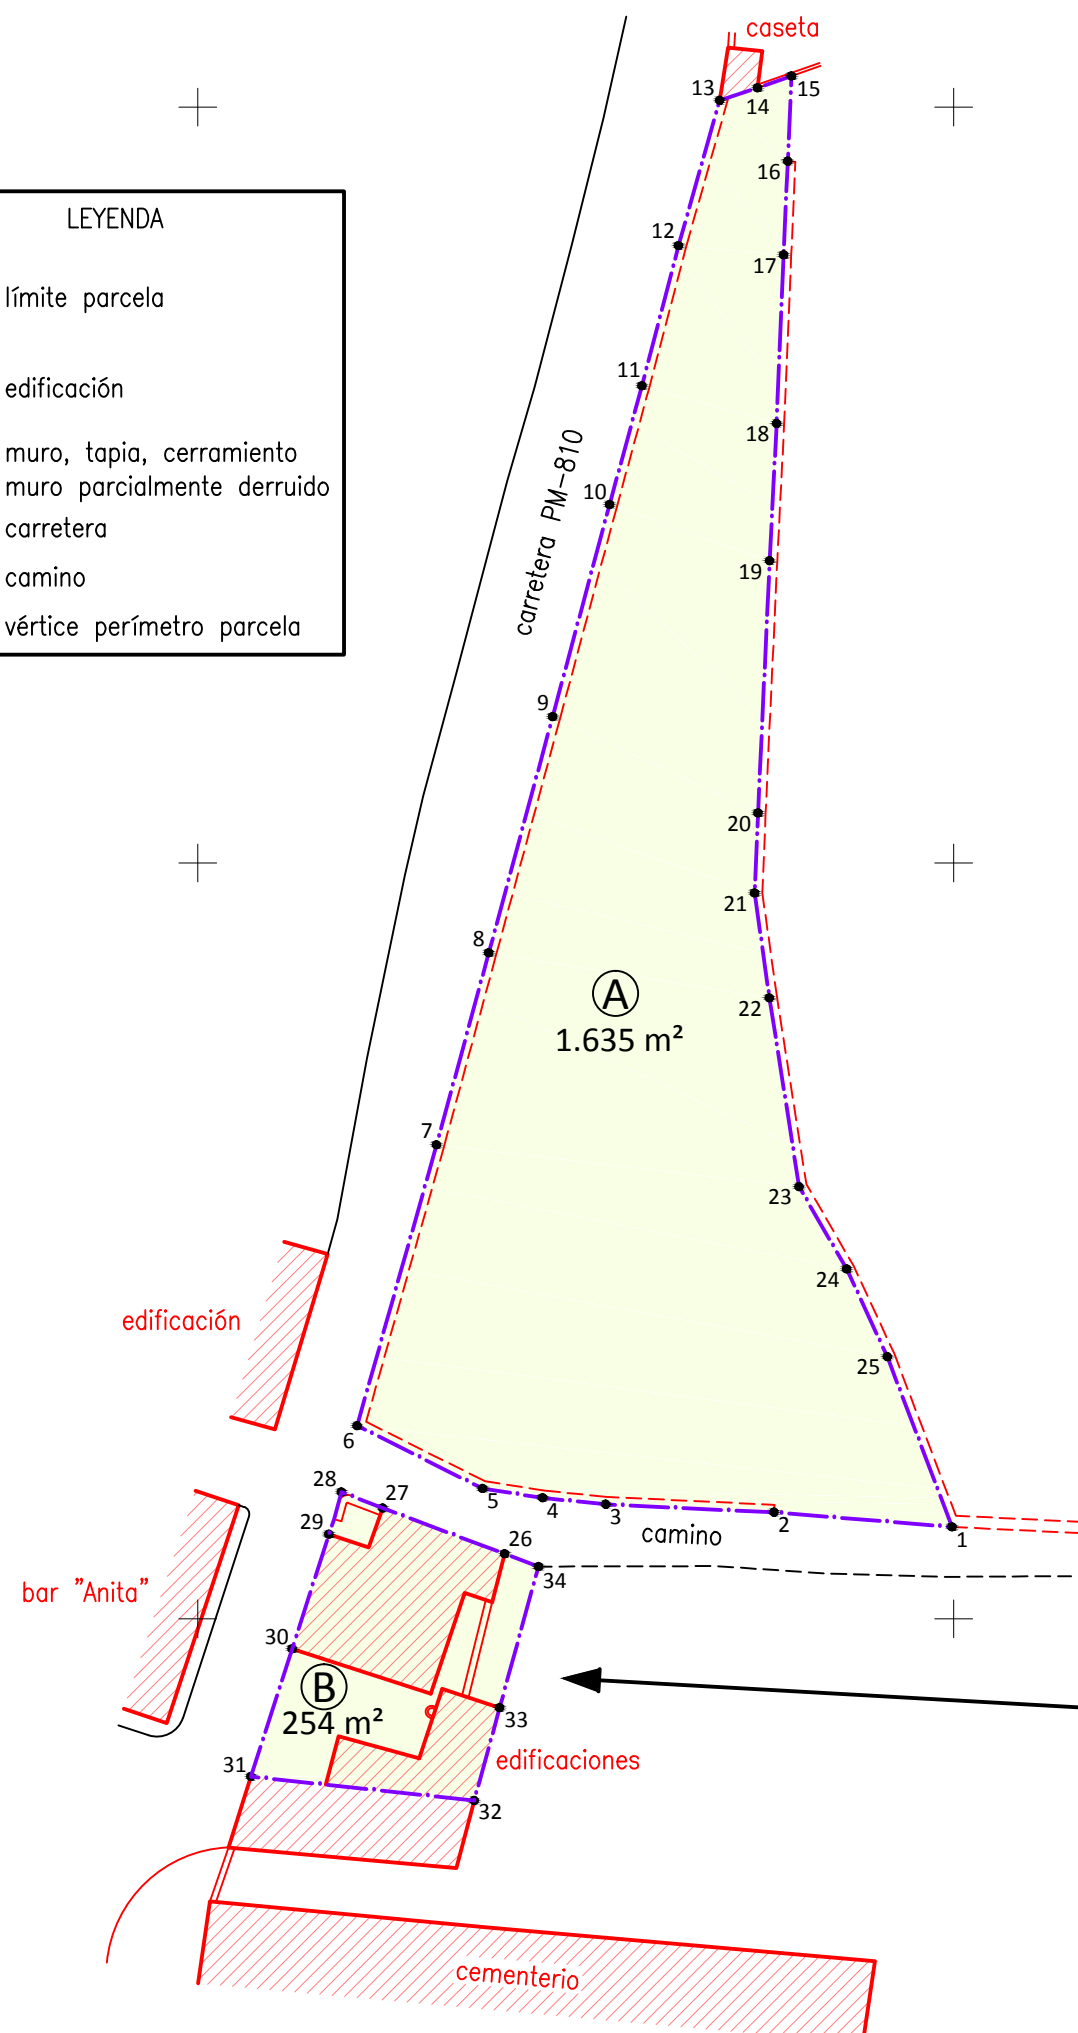 caseta
13
14
15
16
12
17
LEYENDA
límite parcela
edificación
muro, tapia, cerramiento
muro parcialmente derruido
carretera
camino
vértice perímetro parcela
11
18
carretera PM-810
10
19
9
20
21
8
22
A
1.635 m²
7
23
24
edificación
25
6
28
27
5
4
3
2
1
29
camino
26
34
bar "Anita"
30
B
254 m²
33
edificaciones
31
32
cementerio